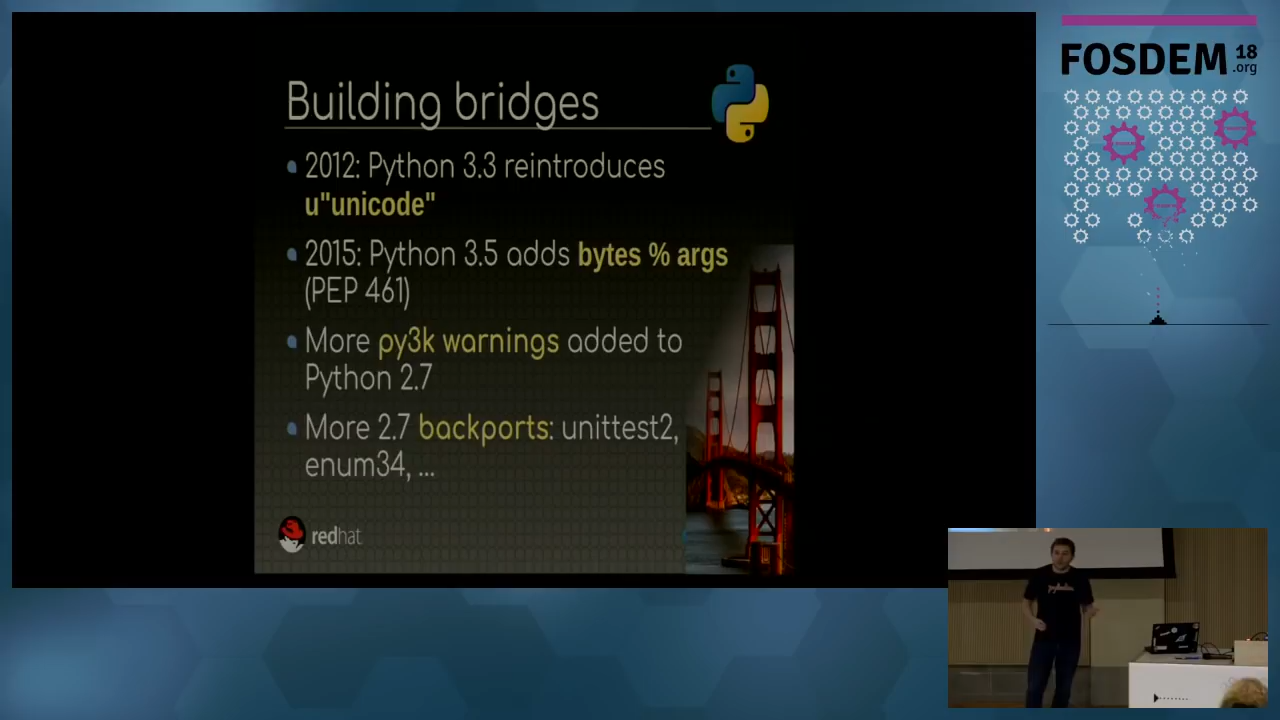 Building bridges
2012: Python 3.3 reintroduces
u"unicode"
2015: Python 3.5 adds bytes % args
(PEP 461)
More py3k warnings added to
Python 2.7
More 2.7 backports: unittest2,
enum34, ...
redhat
FOSDEM 18
.org